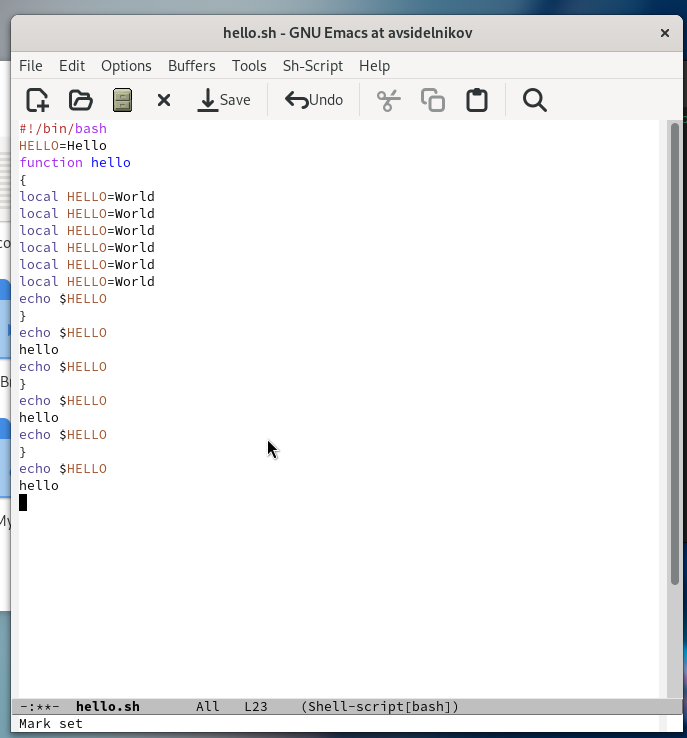 hello.sh - GNU Emacs at avsidelnikov ×
File Edit Options Buffers Tools Sh-Script Help
Save Undo
#!/bin/bash
HELLO=Hello
function hello
{
local HELLO=World
local HELLO=World
local HELLO=World
local HELLO=World
local HELLO=World
local HELLO=World
echo $HELLO
}
echo $HELLO
hello
echo $HELLO
}
echo $HELLO
hello
echo $HELLO
}
echo $HELLO
hello
-:**- hello.sh All L23 (Shell-script[bash])
Mark set